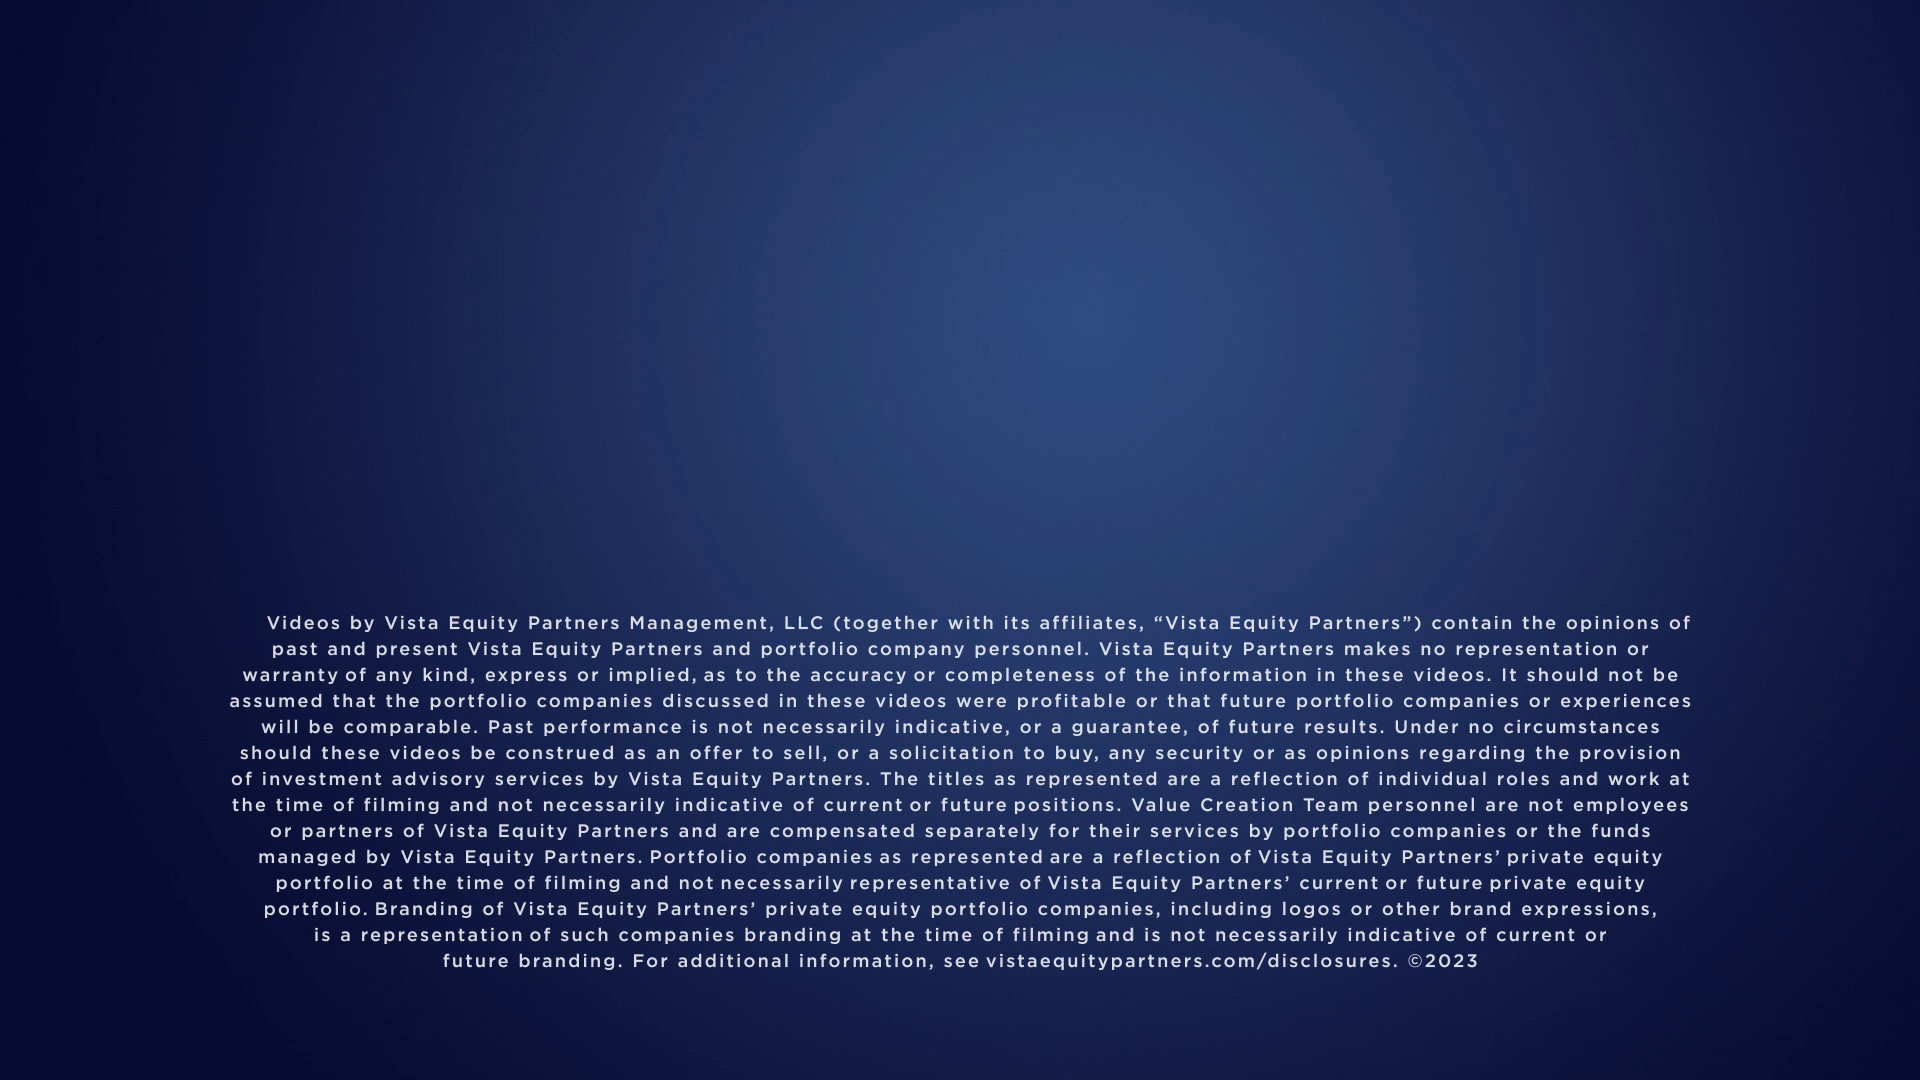 Videos by Vista Equity Partners Management, LLC (together with its affiliates, “Vista Equity Partners”) contain the opinions of
past and present Vista Equity Partners and portfolio company personnel. Vista Equity Partners makes no representation or
warranty of any kind, express or implied, as to the accuracy or completeness of the information in these videos. It should not be
assumed that the portfolio companies discussed in these videos were profitable or that future portfolio companies or experiences
will be comparable. Past performance is not necessarily indicative, or a guarantee, of future results. Under no circumstances
should these videos be construed as an offer to sell, or a solicitation to buy, any security or as opinions regarding the provision
of investment advisory services by Vista Equity Partners. The titles as represented are a reflection of individual roles and work at
the time of filming and not necessarily indicative of current or future positions. Value Creation Team personnel are not employees
or partners of Vista Equity Partners and are compensated separately for their services by portfolio companies or the funds
managed by Vista Equity Partners. Portfolio companies as represented are a reflection of Vista Equity Partners’ private equity
portfolio at the time of filming and not necessarily representative of Vista Equity Partners’ current or future private equity
portfolio. Branding of Vista Equity Partners’ private equity portfolio companies, including logos or other brand expressions,
is a representation of such companies branding at the time of filming and is not necessarily indicative of current or
future branding. For additional information, see vistaequitypartners.com/disclosures. ©2023